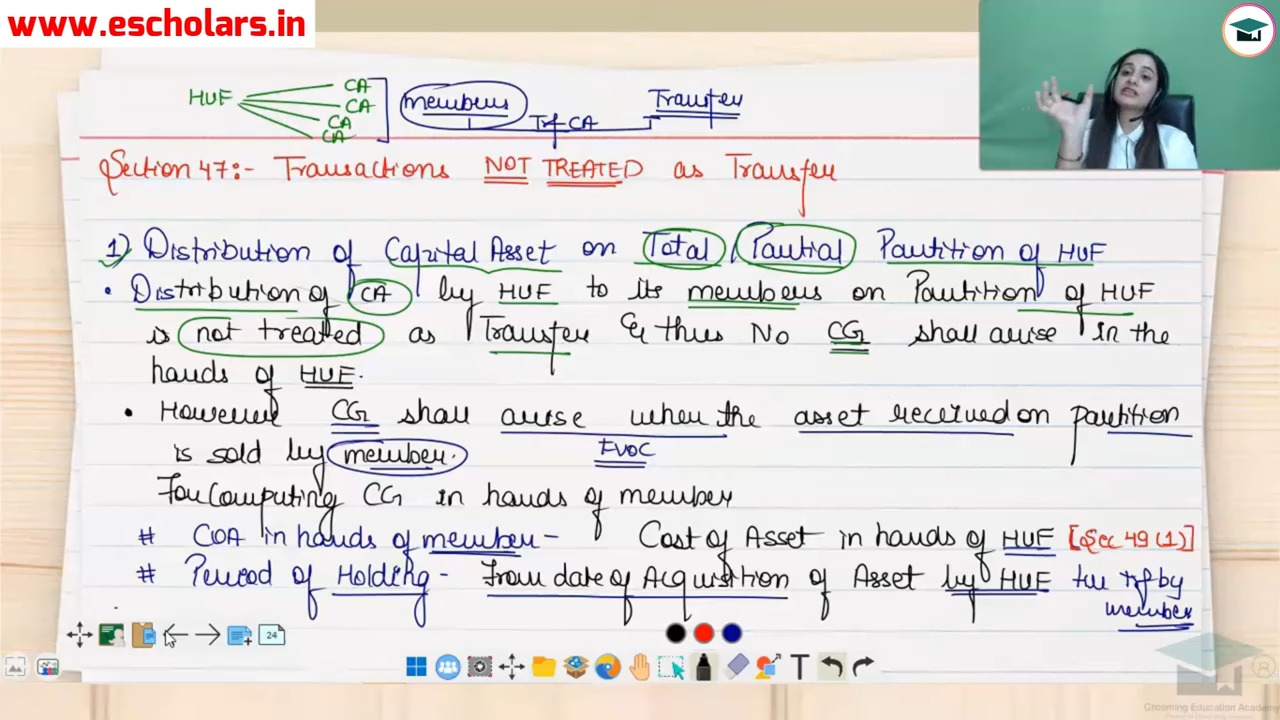 www.escholars.in
HUF CA CA CA CA members Trf CA Transfer
Section 47:- Transactions NOT TREATED as Transfer
1) Distribution of Capital Asset on Total / Partial Partition of HUF
• Distribution of CA by HUF to its members on Partition of HUF
is not treated as Transfer & thus No CG shall arise in the
hands of HUF.
• However CG shall arise when the asset received on partition
is sold by member. FVOC
For Computing CG in hands of member
# COA in hands of member - Cost of Asset in hands of HUF [Sec 49(1)]
# Period of Holding - From date of Acquisition of Asset by HUF till trf by
member
24
T
Grooming Education Academy